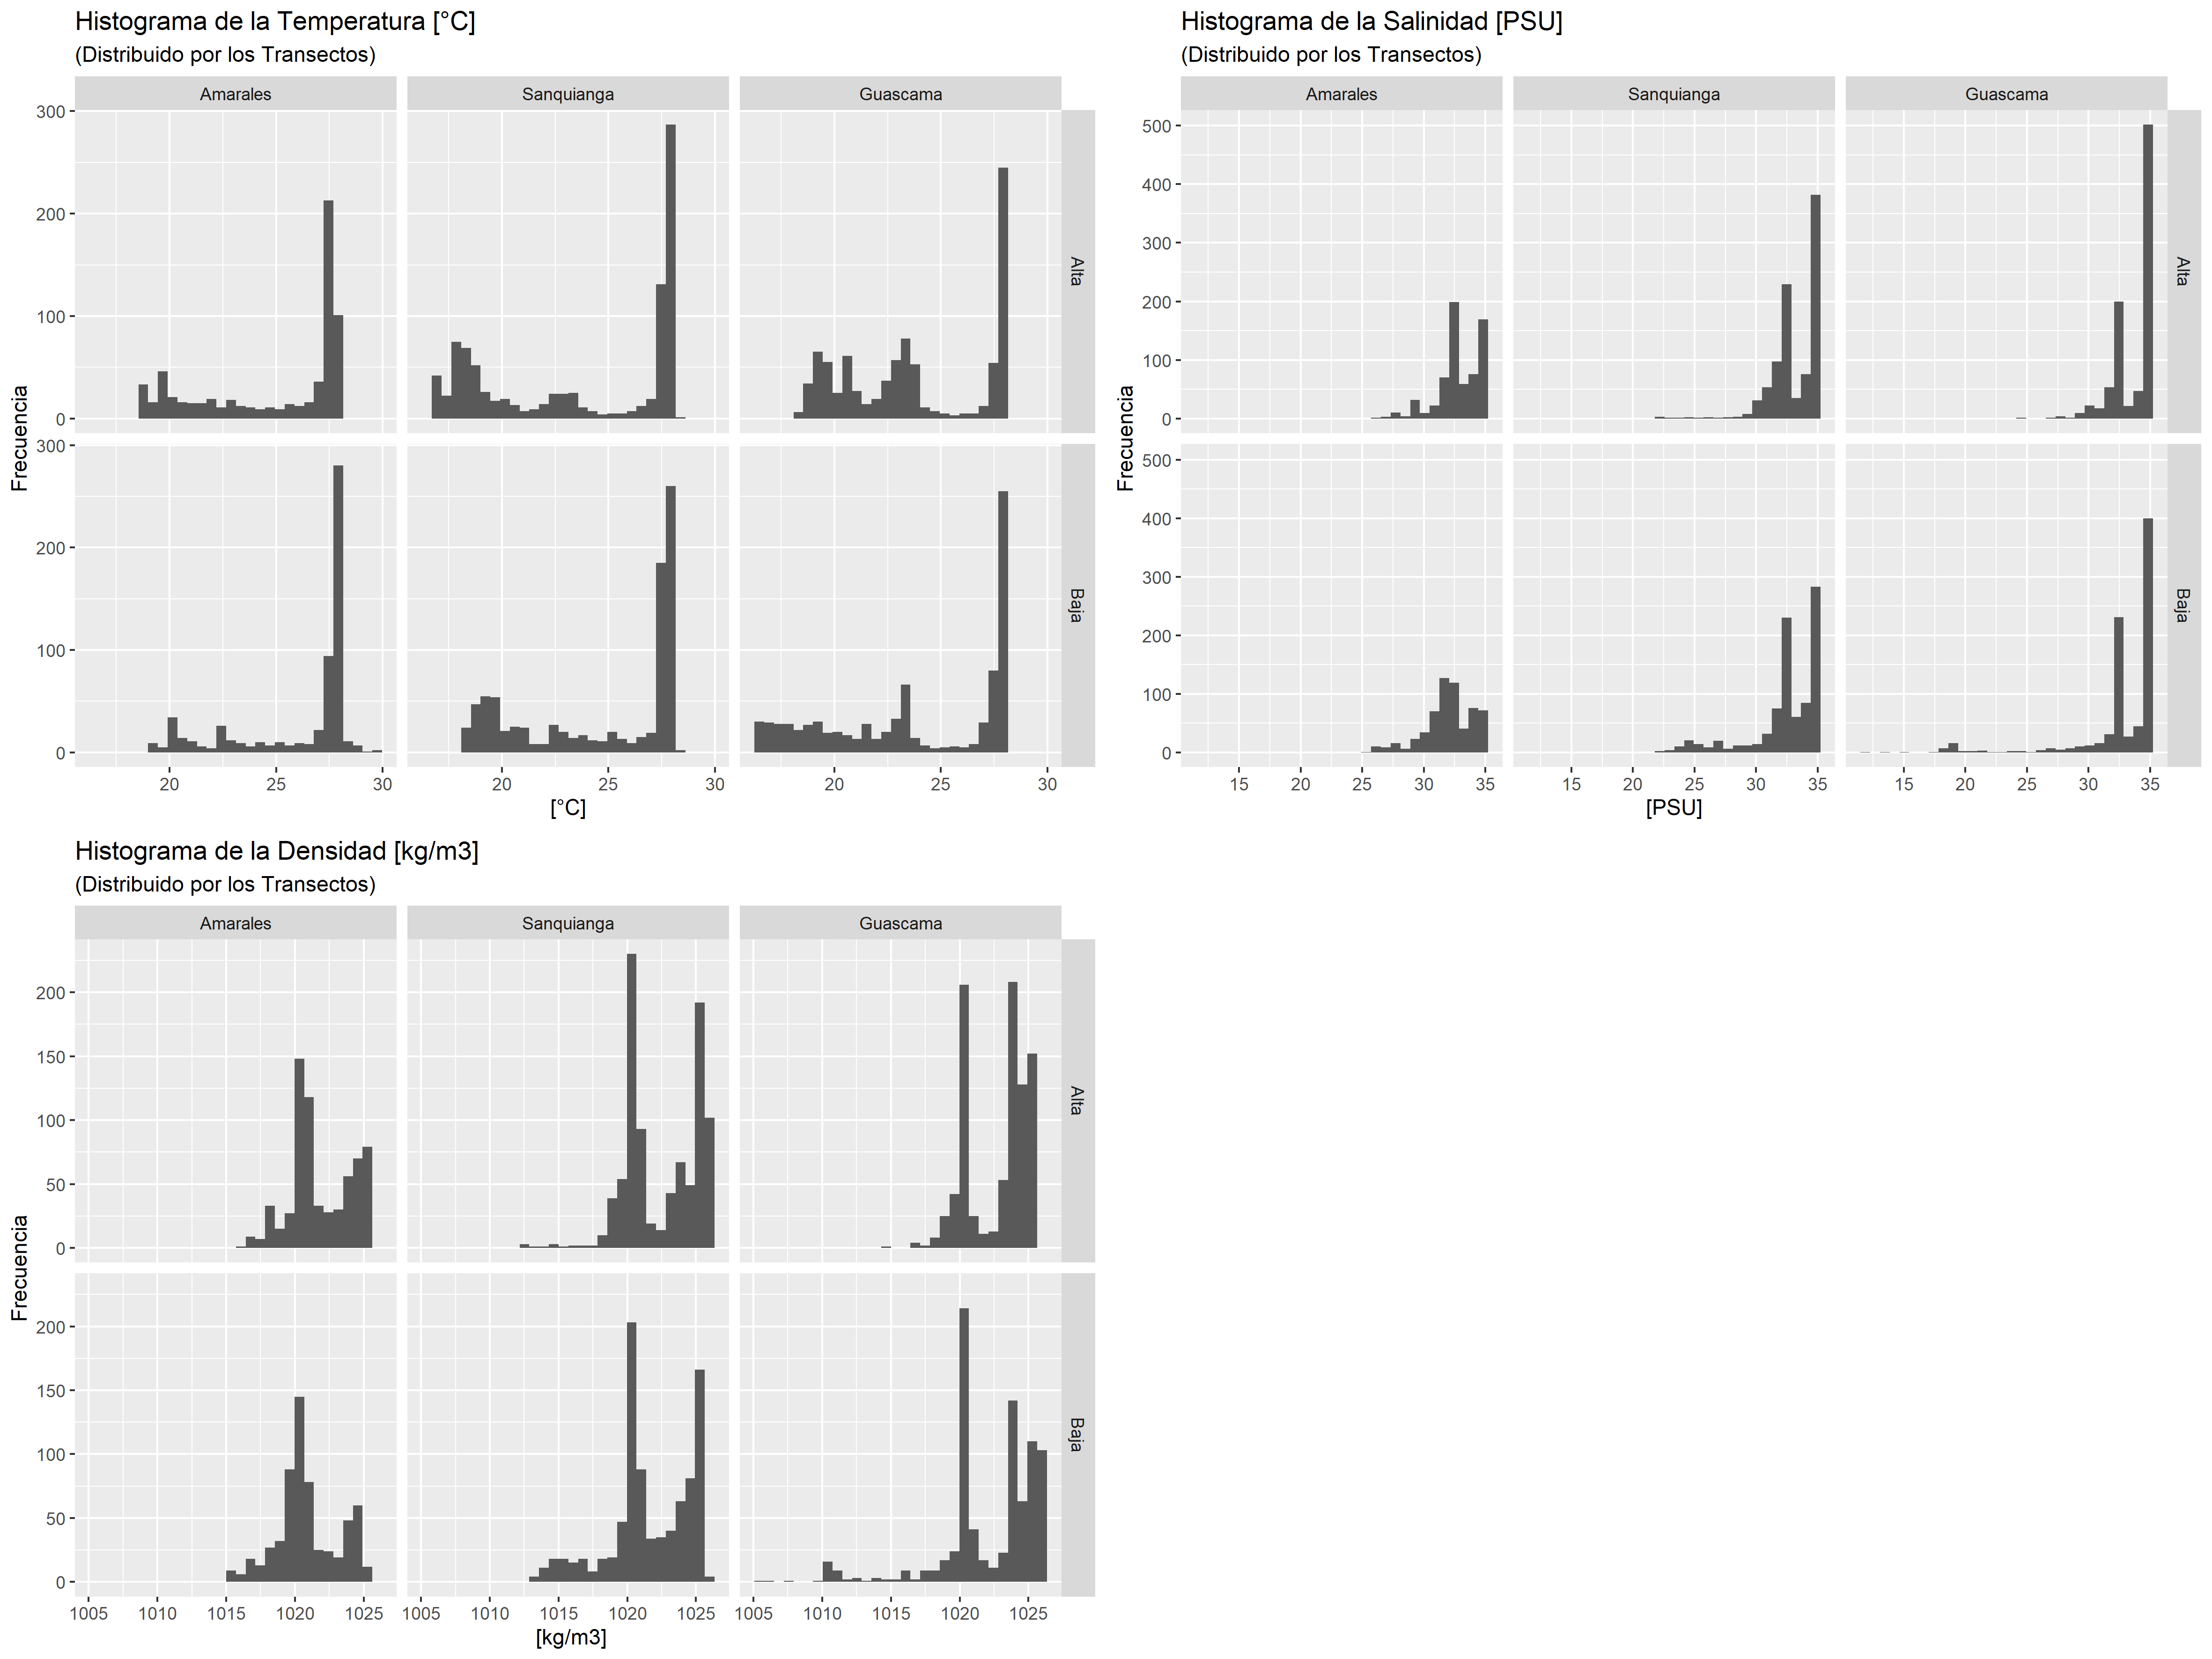 Histograma de la Temperatura [°C]
(Distribuido por los Transectos)
Amarales Sanquianga Guascama
300
200
100
0
Alta
300
200
100
0
Baja
Frecuencia
20 25 30 20 25 30 20 25 30
[°C]
Histograma de la Salinidad [PSU]
(Distribuido por los Transectos)
Amarales Sanquianga Guascama
500
400
300
200
100
0
Alta
500
400
300
200
100
0
Baja
Frecuencia
15 20 25 30 35 15 20 25 30 35 15 20 25 30 35
[PSU]
Histograma de la Densidad [kg/m3]
(Distribuido por los Transectos)
Amarales Sanquianga Guascama
200
150
100
50
0
Alta
200
150
100
50
0
Baja
Frecuencia
1005 1010 1015 1020 1025 1005 1010 1015 1020 1025 1005 1010 1015 1020 1025
[kg/m3]